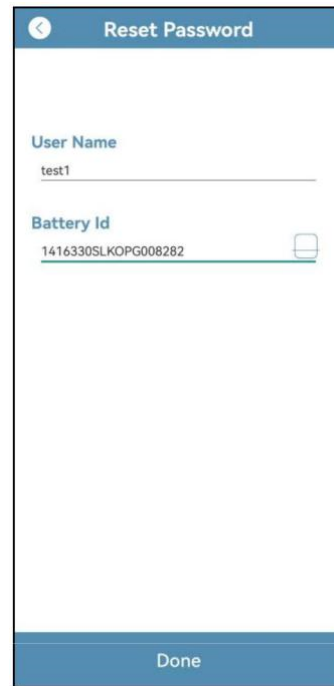 Reset Password
User Name
test1
Battery Id
1416330SLKOPG008282
Done